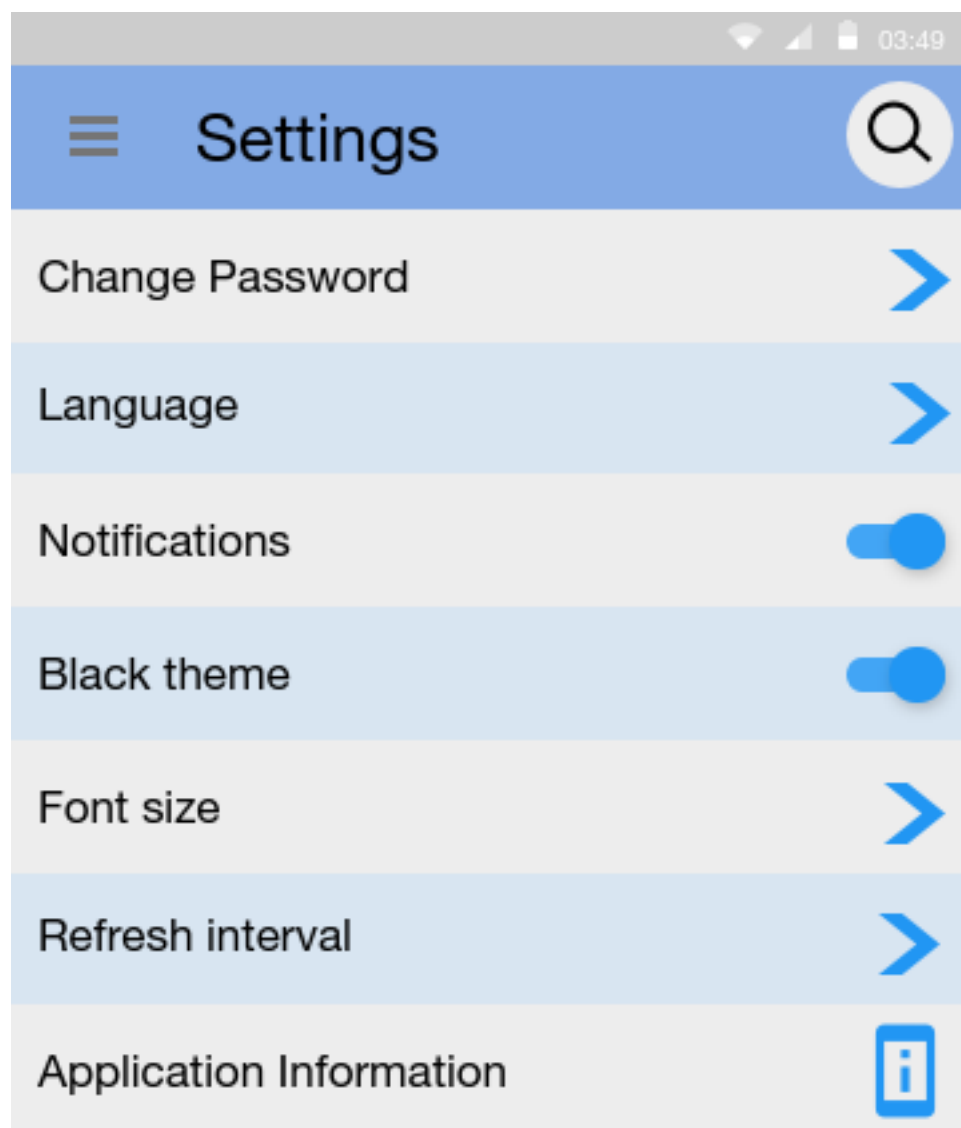 03:49
Settings
Change Password
Language
Notifications
Black theme
Font size
Refresh interval
Application Information